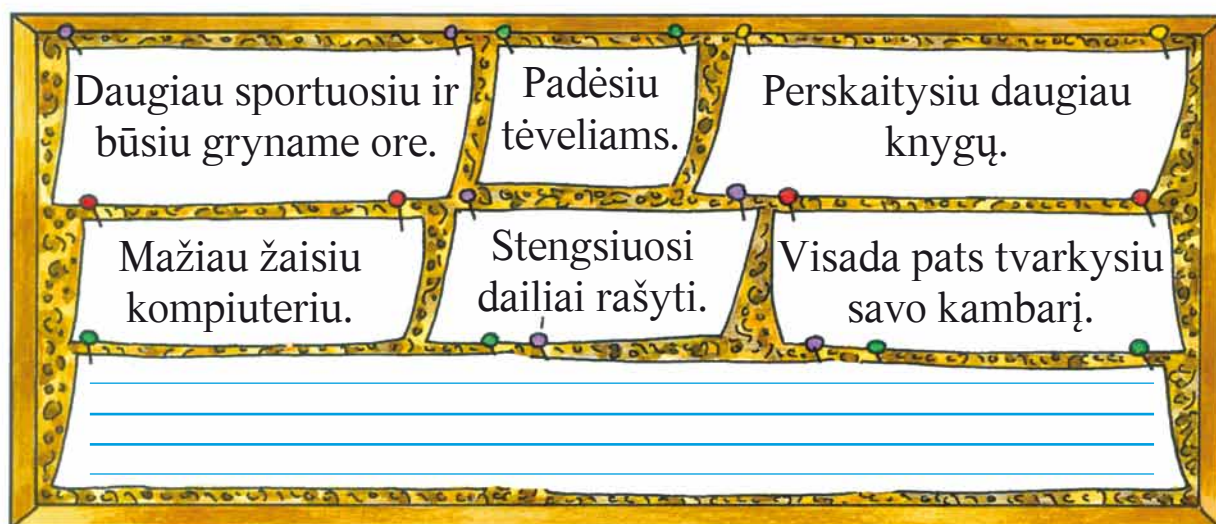 Daugiau sportuosiu ir
būsiu gryname ore.
Padėsiu
tėveliams.
Perskaitysiu daugiau
knygų.
Mažiau žaisiu
kompiuteriu.
Stengsiuosi
dailiai rašyti.
Visada pats tvarkysiu
savo kambarį.